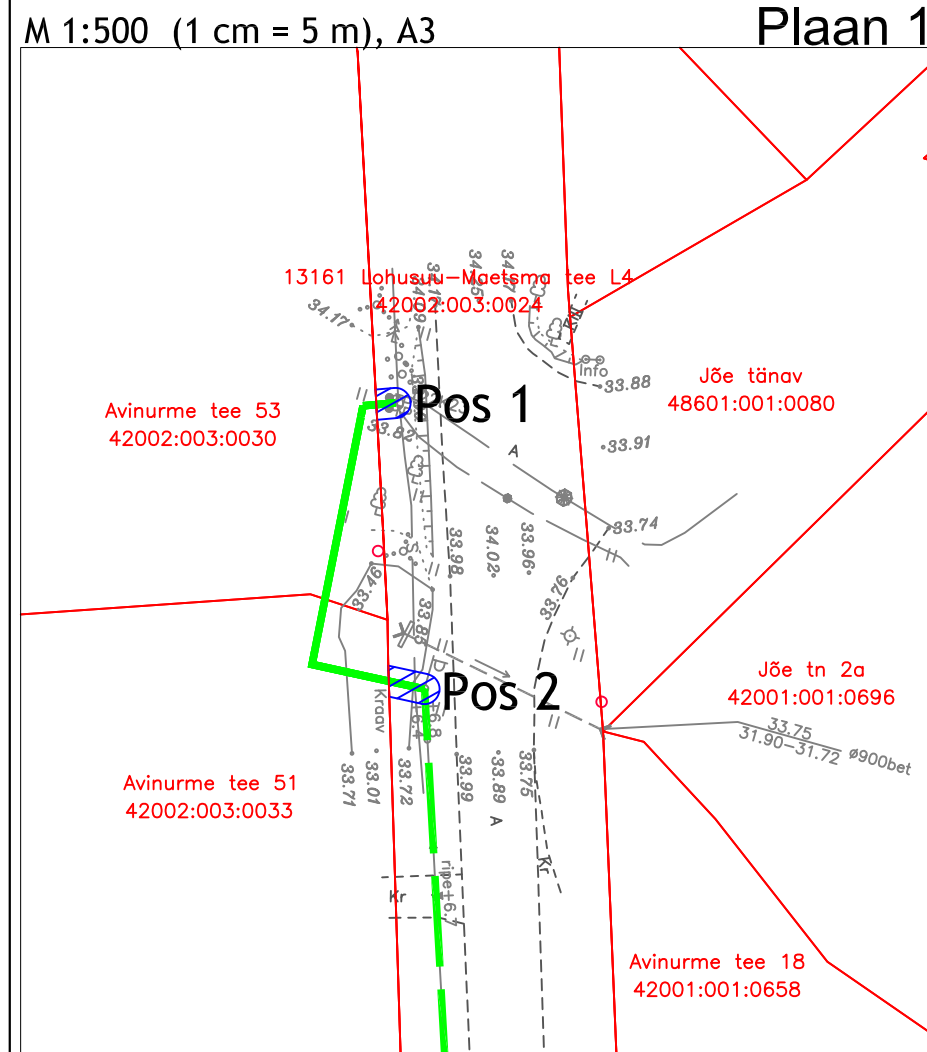 M 1:500 (1 cm = 5 m), A3
Plaan 1
13161 Lohusuu-Maetsma tee L4
42002:003:0024
34.17
Info
33.88
Jõe tänav
48601:001:0080
Avinurme tee 53
42002:003:0030
Pos 1
33.82
33.91
A
33.74
33.98
34.02
33.96
33.46
33.76
33.85
Jõe tn 2a
42001:001:0696
D
Pos 2
Kraav
33.75
31.90-31.72
ø900bet
33.71
33.01
33.72
33.99
33.89
33.75
A
Avinurme tee 51
42002:003:0033
Kr
Kr
ripe+6.7
Avinurme tee 18
42001:001:0658